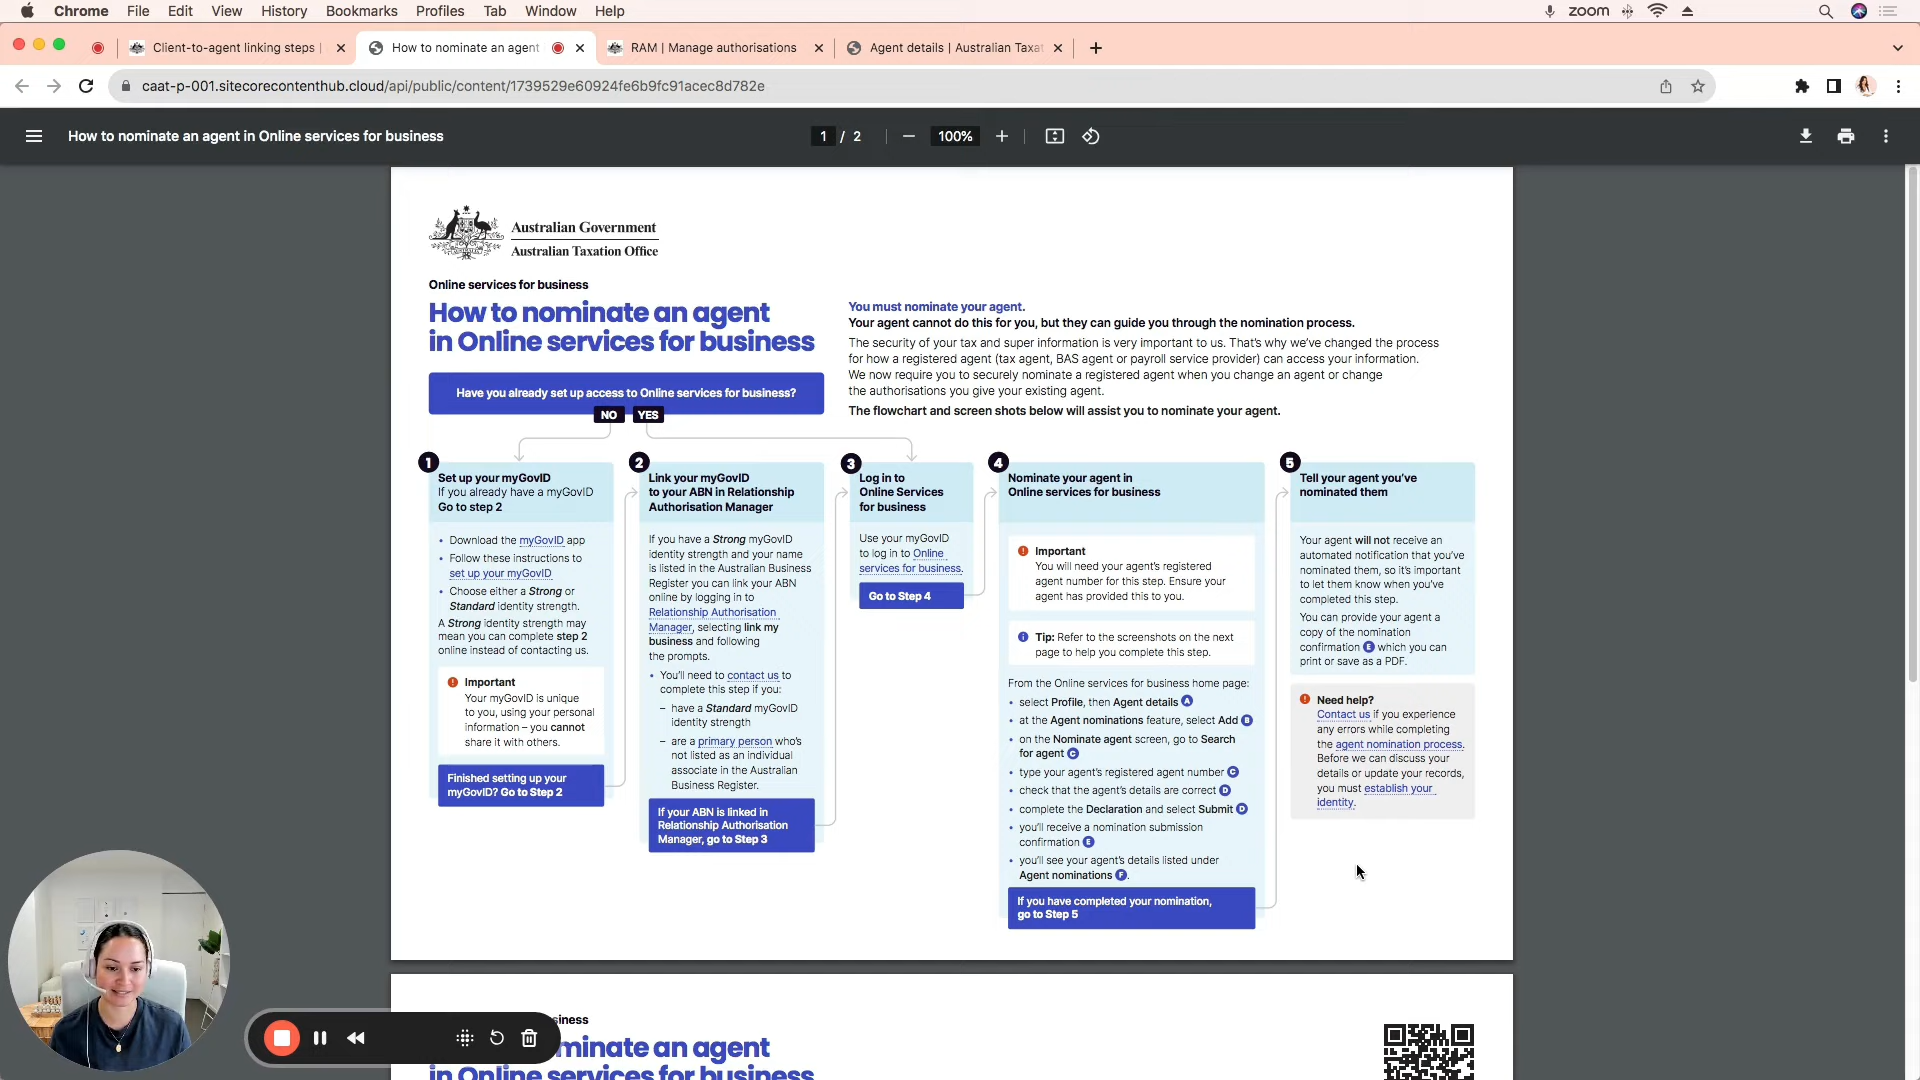 Chrome File Edit View History Bookmarks Profiles Tab Window Help zoom
Client-to-agent linking steps
How to nominate an agent
RAM | Manage authorisations
Agent details | Australian Taxat
caat-p-001.sitecorecontenthub.cloud/api/public/content/1739529e60924fe6b9fc91acec8d782e
How to nominate an agent in Online services for business
1 / 2
100%
Australian Government
Australian Taxation Office
Online services for business
How to nominate an agent
in Online services for business
Have you already set up access to Online services for business?
NO YES
You must nominate your agent.
Your agent cannot do this for you, but they can guide you through the nomination process.
The security of your tax and super information is very important to us. That's why we've changed the process
for how a registered agent (tax agent, BAS agent or payroll service provider) can access your information.
We now require you to securely nominate a registered agent when you change an agent or change
the authorisations you give your existing agent.
The flowchart and screen shots below will assist you to nominate your agent.
1
Set up your myGovID
If you already have a myGovID
Go to step 2
• Download the myGovID app
• Follow these instructions to
set up your myGovID
• Choose either a Strong or
Standard identity strength.
A Strong identity strength may
mean you can complete step 2
online instead of contacting us.
Important
Your myGovID is unique
to you, using your personal
information – you cannot
share it with others.
Finished setting up your
myGovID? Go to Step 2
2
Link your myGovID
to your ABN in Relationship
Authorisation Manager
If you have a Strong myGovID
identity strength and your name
is listed in the Australian Business
Register you can link your ABN
online by logging in to
Relationship Authorisation
Manager, selecting link my
business and following
the prompts.
• You'll need to contact us to
complete this step if you:
– have a Standard myGovID
identity strength
– are a primary person who's
not listed as an individual
associate in the Australian
Business Register.
If your ABN is linked in
Relationship Authorisation
Manager, go to Step 3
3
Log in to
Online Services
for business
Use your myGovID
to log in to Online
services for business.
Go to Step 4
4
Nominate your agent in
Online services for business
Important
You will need your agent's registered
agent number for this step. Ensure your
agent has provided this to you.
Tip: Refer to the screenshots on the next
page to help you complete this step.
From the Online services for business home page:
• select Profile, then Agent details A
• at the Agent nominations feature, select Add B
• on the Nominate agent screen, go to Search
for agent C
• type your agent's registered agent number C
• check that the agent's details are correct D
• complete the Declaration and select Submit D
• you'll receive a nomination submission
confirmation E
• you'll see your agent's details listed under
Agent nominations F.
If you have completed your nomination,
go to Step 5
5
Tell your agent you've
nominated them
Your agent will not receive an
automated notification that you've
nominated them, so it's important
to let them know when you've
completed this step.
You can provide your agent a
copy of the nomination
confirmation E which you can
print or save as a PDF.
Need help?
Contact us if you experience
any errors while completing
the agent nomination process.
Before we can discuss your
details or update your records,
you must establish your
identity.
siness
minate an agent
in Online services for business